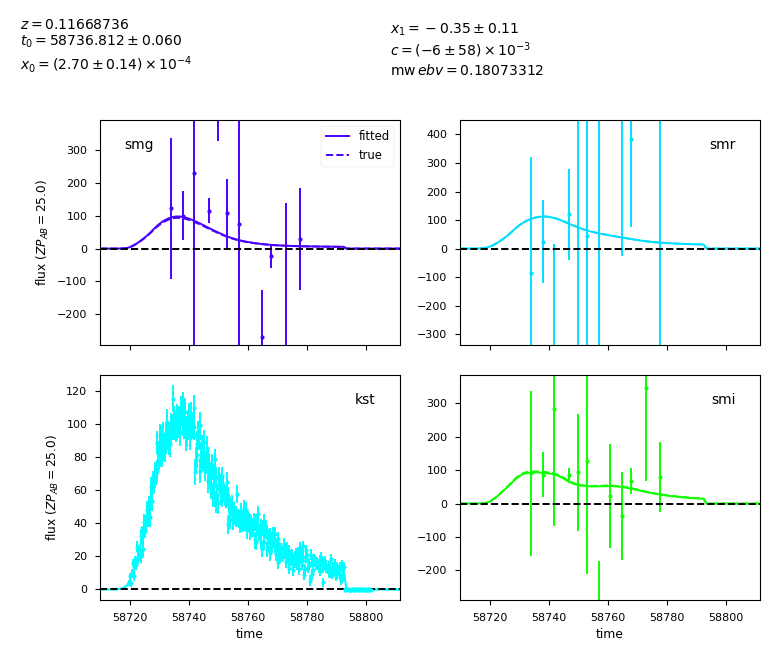 z = 0.11668736
t₀ = 58736.812 ± 0.060
x₀ = (2.70 ± 0.14) × 10⁻⁴
x₁ = − 0.35 ± 0.11
c = (−6 ± 58) × 10⁻³
mw ebv = 0.18073312
smg
fitted
true
300
200
100
0
−100
−200
flux (ZP_AB = 25.0)
smr
400
300
200
100
0
−100
−200
−300
kst
120
100
80
60
40
20
0
flux (ZP_AB = 25.0)
58720 58740 58760 58780 58800
time
smi
300
200
100
0
−100
−200
58720 58740 58760 58780 58800
time